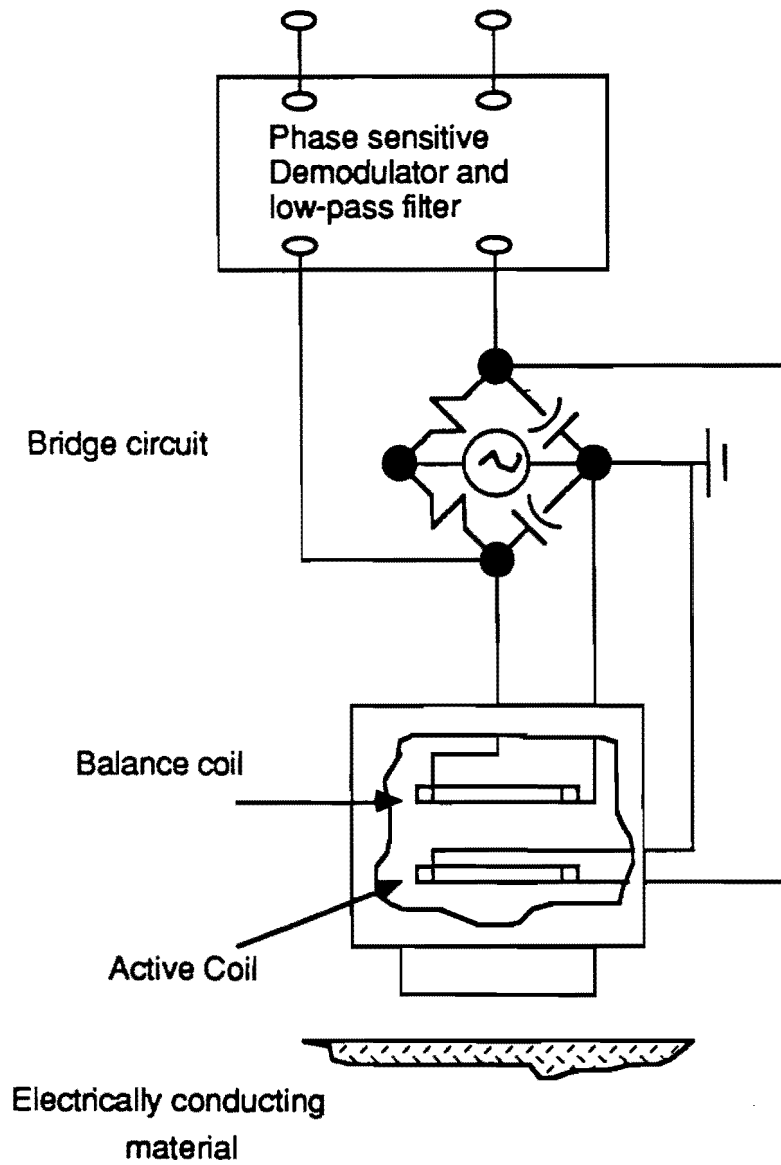 Phase sensitive
Demodulator and
low-pass filter
Bridge circuit
Balance coil
Active Coil
Electrically conducting
material